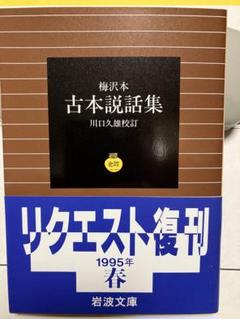 梅沢本
古本説話集
川口久雄校訂
リクエスト復刊
1995年
春
岩波文庫